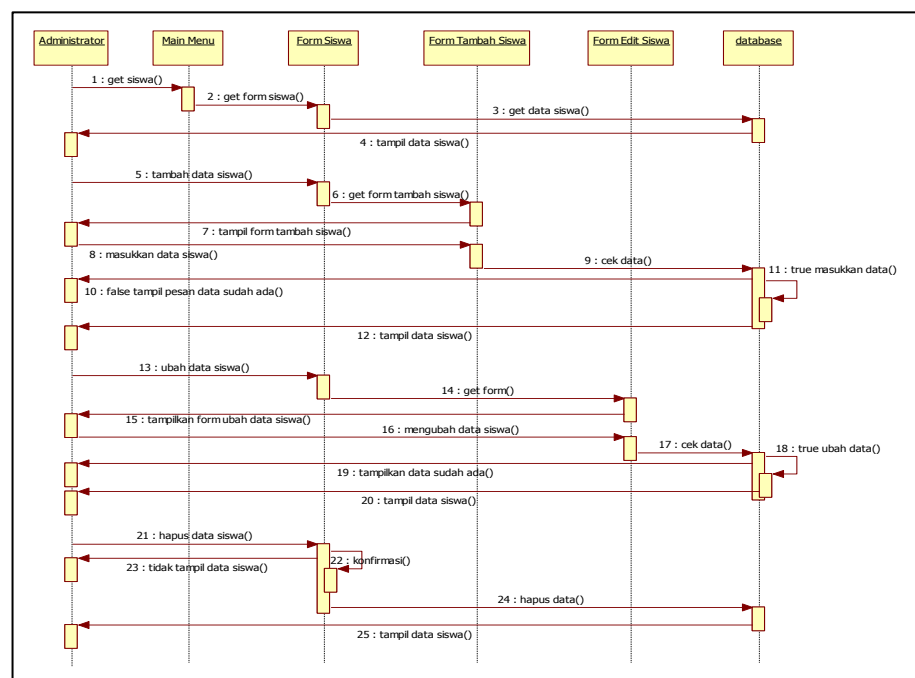 Administrator
Main Menu
Form Siswa
Form Tambah Siswa
Form Edit Siswa
database
1 : get siswa()
2 : get form siswa()
3 : get data siswa()
4 : tampil data siswa()
5 : tambah data siswa()
6 : get form tambah siswa()
7 : tampil form tambah siswa()
8 : masukkan data siswa()
9 : cek data()
10 : false tampil pesan data sudah ada()
11 : true masukkan data()
12 : tampil data siswa()
13 : ubah data siswa()
14 : get form()
15 : tampilkan form ubah data siswa()
16 : mengubah data siswa()
17 : cek data()
18 : true ubah data()
19 : tampilkan data sudah ada()
20 : tampil data siswa()
21 : hapus data siswa()
22 : konfirmasi()
23 : tidak tampil data siswa()
24 : hapus data()
25 : tampil data siswa()